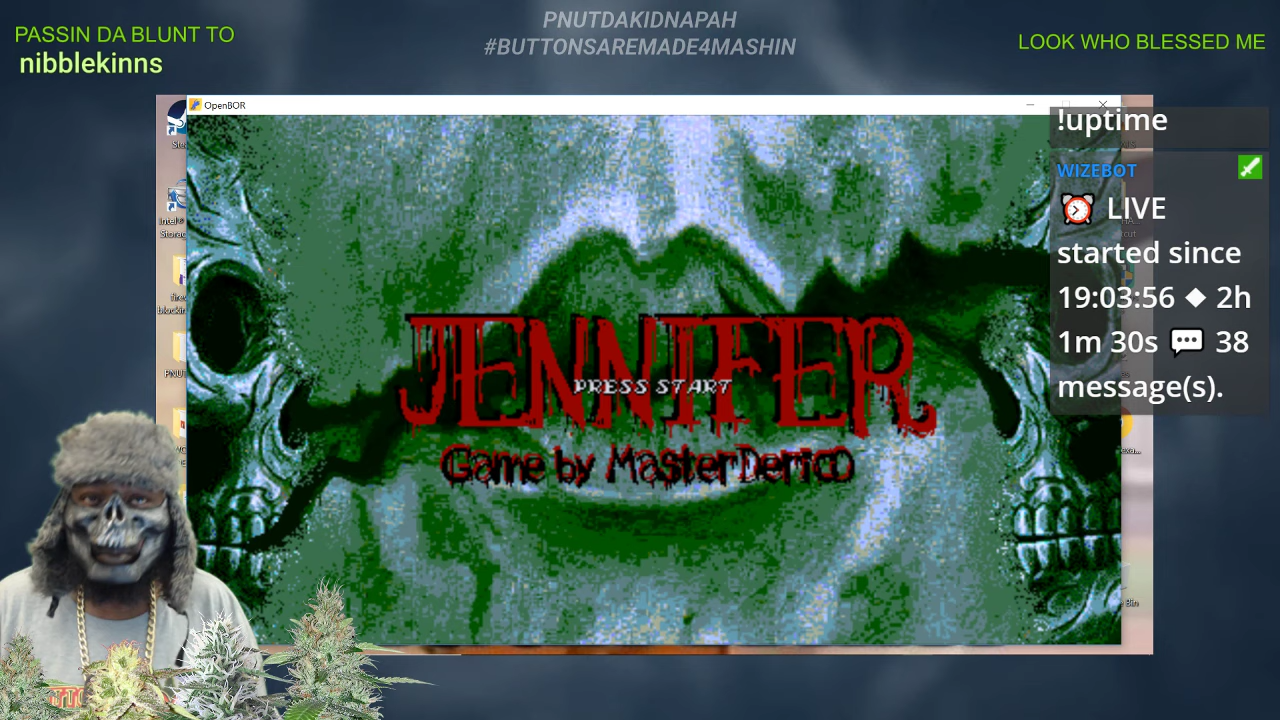 PASSIN DA BLUNT TO
nibblekinns
PNUTDAKIDNAPAH
#BUTTONSAREMADE4MASHIN
LOOK WHO BLESSED ME
OpenBOR
!uptime
WIZEBOT
LIVE
started since
19:03:56 ◆ 2h
1m 30s 💬 38
message(s).
JENNIFER
PRESS START
Game by MasterDerrico